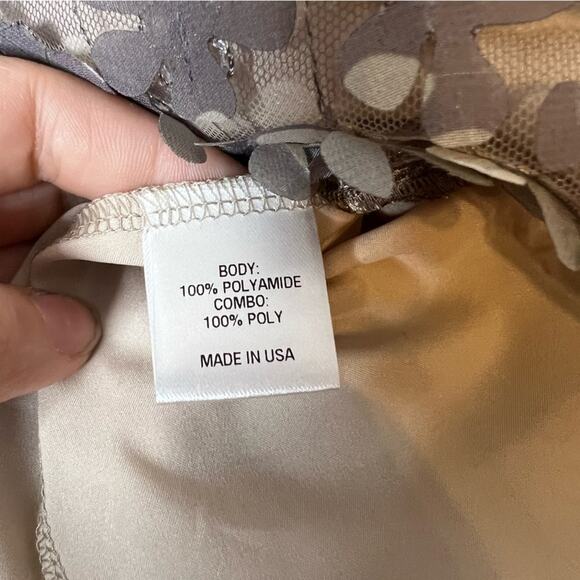 BODY:
100% POLYAMIDE
COMBO:
100% POLY
MADE IN USA